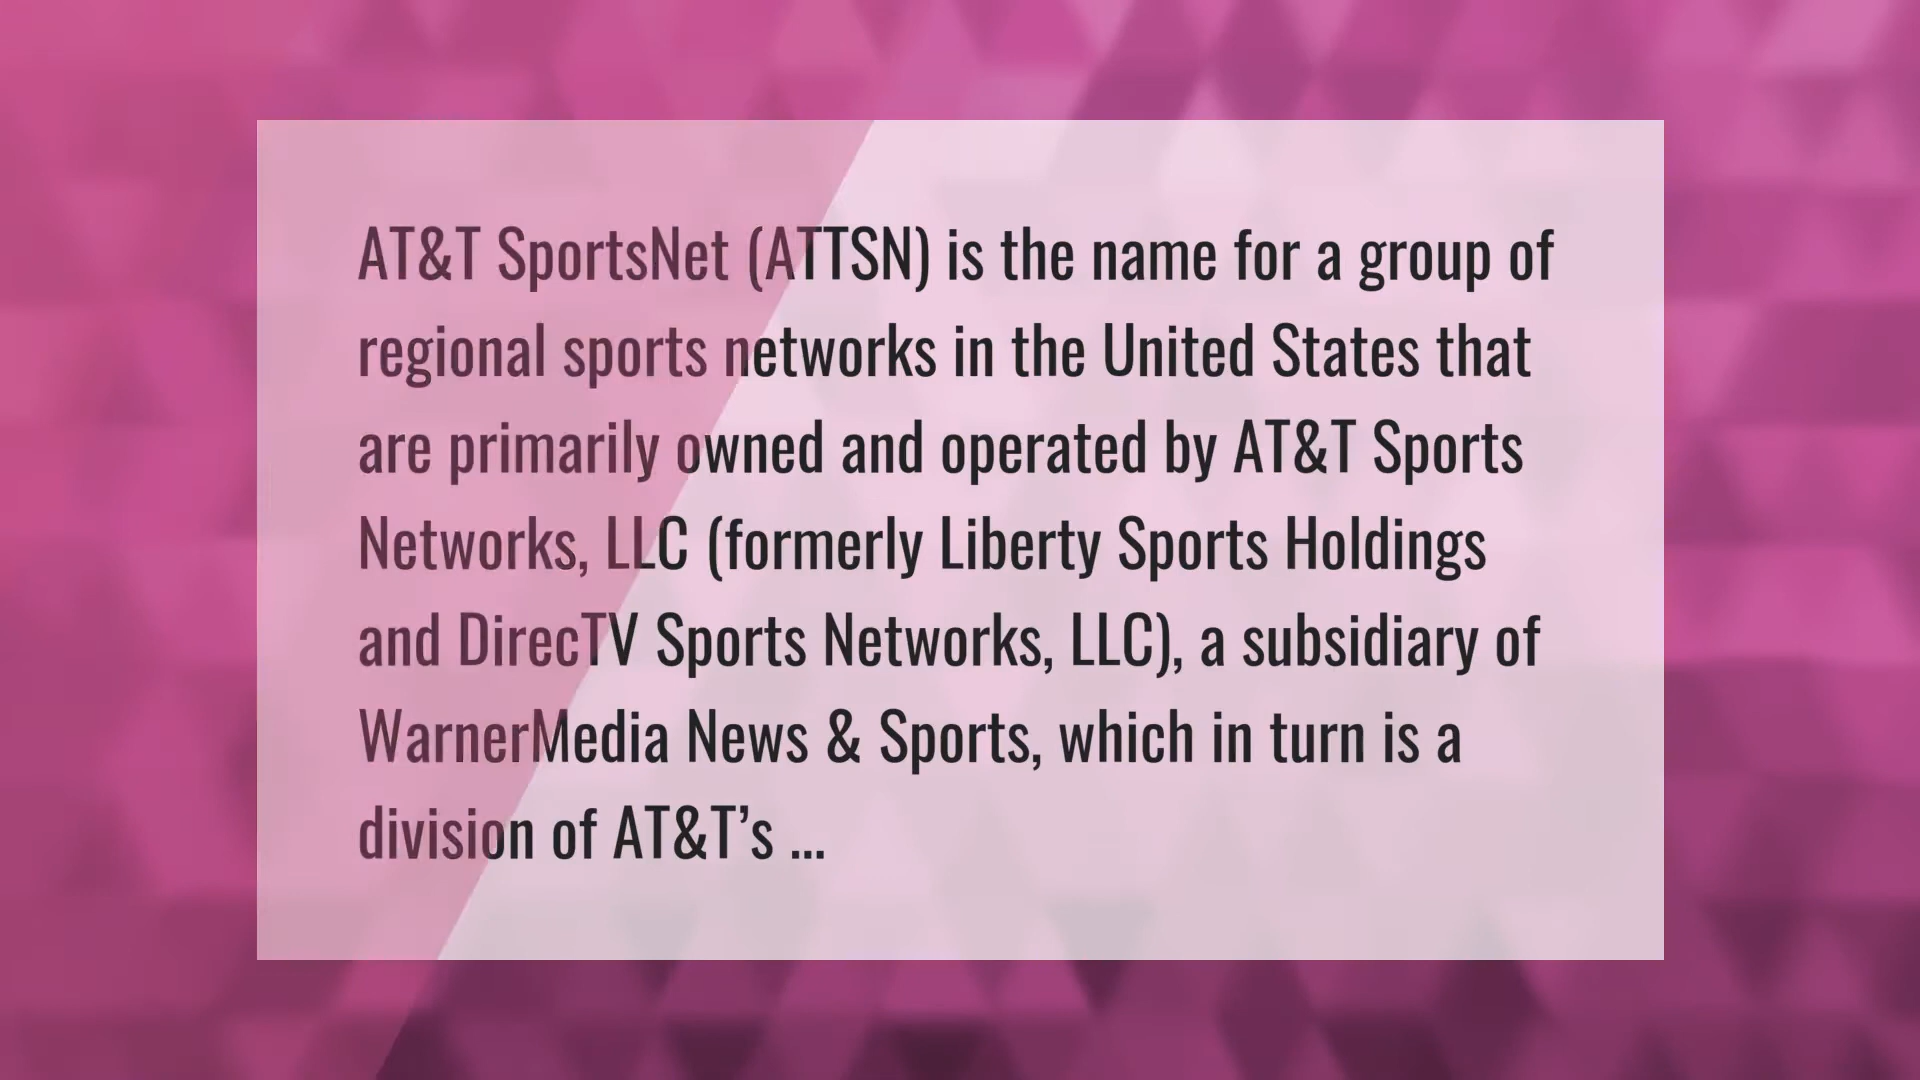 AT&T SportsNet (ATTSN) is the name for a group of
regional sports networks in the United States that
are primarily owned and operated by AT&T Sports
Networks, LLC (formerly Liberty Sports Holdings
and DirecTV Sports Networks, LLC), a subsidiary of
WarnerMedia News & Sports, which in turn is a
division of AT&T’s ...